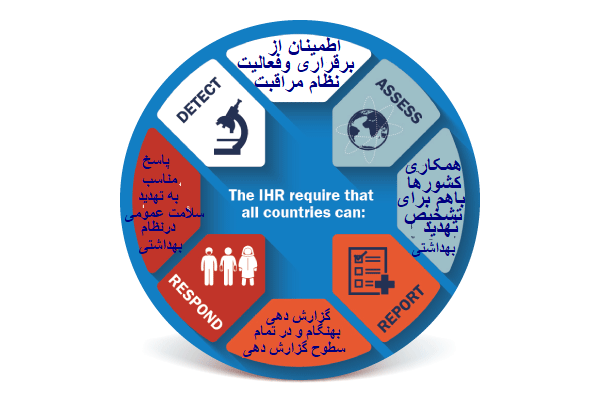 اطمینان از
برقراری وفعالیت
نظام مراقبت
DETECT
ASSESS
همکاری
کشورها
باهم برای
تشخیص
تهدید
بهداشتی
پاسخ
مناسب
به تهدید
سلامت عمومی
درنظام
بهداشتی
The IHR require that
all countries can:
RESPOND
REPORT
گزارش دهی
بهنگام و در تمام
سطوح گزارش دهی